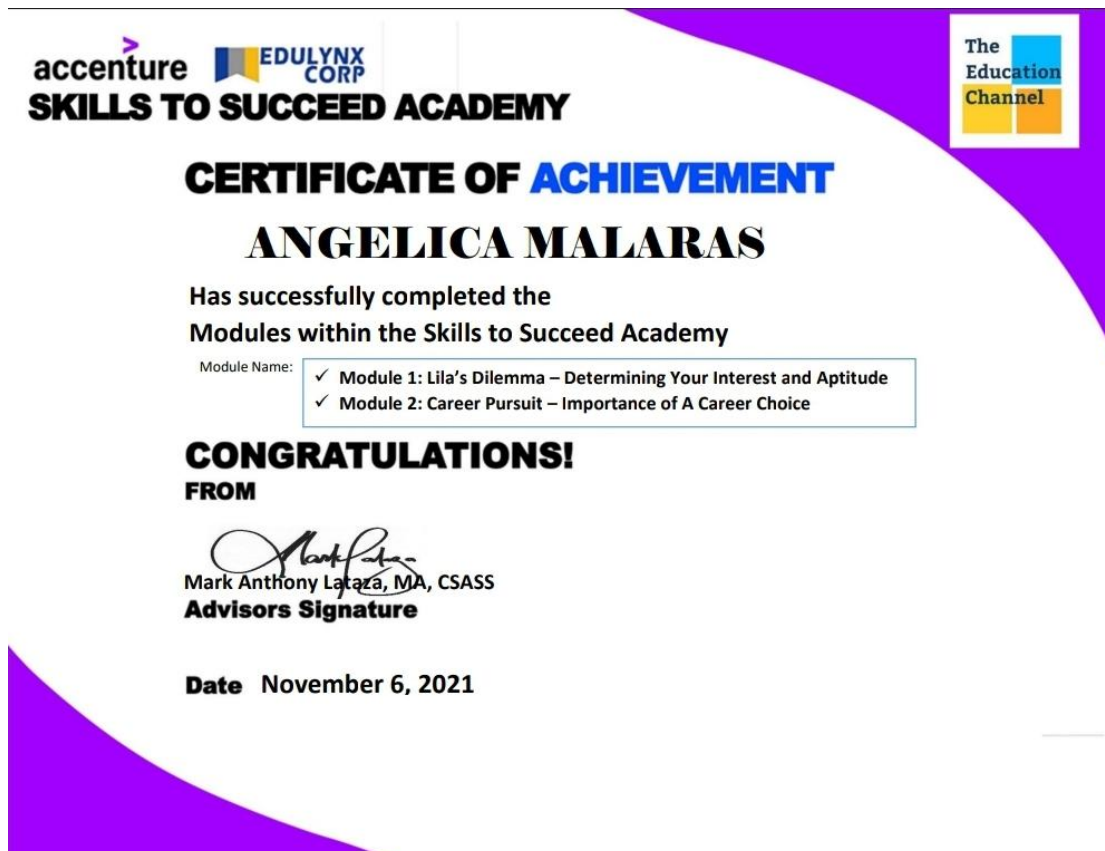 accenture EDULYNX CORP
SKILLS TO SUCCEED ACADEMY
The
Education
Channel
CERTIFICATE OF ACHIEVEMENT
ANGELICA MALARAS
Has successfully completed the
Modules within the Skills to Succeed Academy
Module Name:
✓ Module 1: Lila's Dilemma – Determining Your Interest and Aptitude
✓ Module 2: Career Pursuit – Importance of A Career Choice
CONGRATULATIONS!
FROM
Mark Anthony Lataza, MA, CSASS
Advisors Signature
Date November 6, 2021